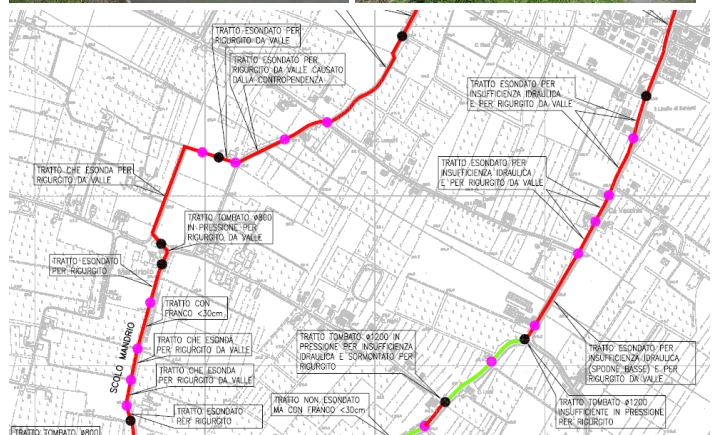 TRATTO ESONDATO PER
RIGURGITO DA VALLE
TRATTO ESONDATO PER
RIGURGITO DA VALLE CAUSATO
DALLA CONTROPENDENZA
TRATTO ESONDATO PER
INSUFFICIENZA IDRAULICA
E PER RIGURGITO DA VALLE
TRATTO CHE ESONDA PER
RIGURGITO DA VALLE
TRATTO ESONDATO PER
INSUFFICIENZA IDRAULICA
E' PER RIGURGITO DA VALLE
TRATTO TOMBATO ø800
IN PRESSIONE PER
RIGURGITO DA VALLE
TRATTO ESONDATO
PER RIGURGITO
Mandriolo
TRATTO CON
FRANCO <30cm
SCOLO MANDRIO
TRATTO CHE ESONDA
PER RIGURGITO DA VALLE
TRATTO CHE ESONDA
PER RIGURGITO DA VALLE
TRATTO ESONDATO
PER RIGURGITO
TRATTO TOMBATO ø800
TRATTO TOMBATO ø1200 IN
PRESSIONE PER INSUFFICIENZA
IDRAULICA E SORMONTATO PER
RIGURGITO
TRATTO NON ESONDATO
MA CON FRANCO <30cm
TRATTO ESONDATO PER
INSUFFICIENZA IDRAULICA
(SPONDE BASSE) E PER
RIGURGITO DA VALLE
TRATTO TOMBATO ø1200
INSUFFICIENTE IN PRESSIONE
PER RIGURGITO